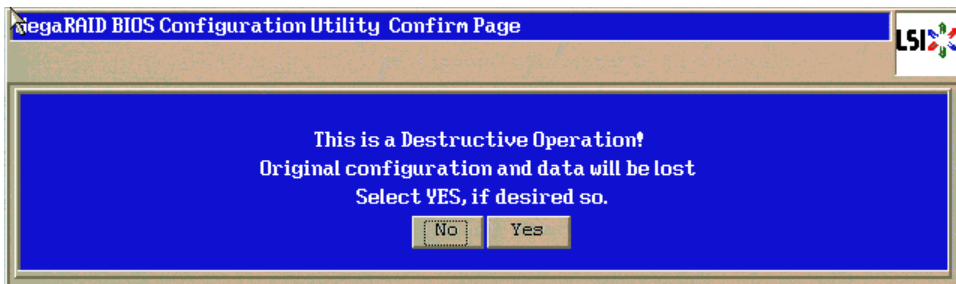 MegaRAID BIOS Configuration Utility Confirm Page
LSI
This is a Destructive Operation!
Original configuration and data will be lost
Select YES, if desired so.
No Yes